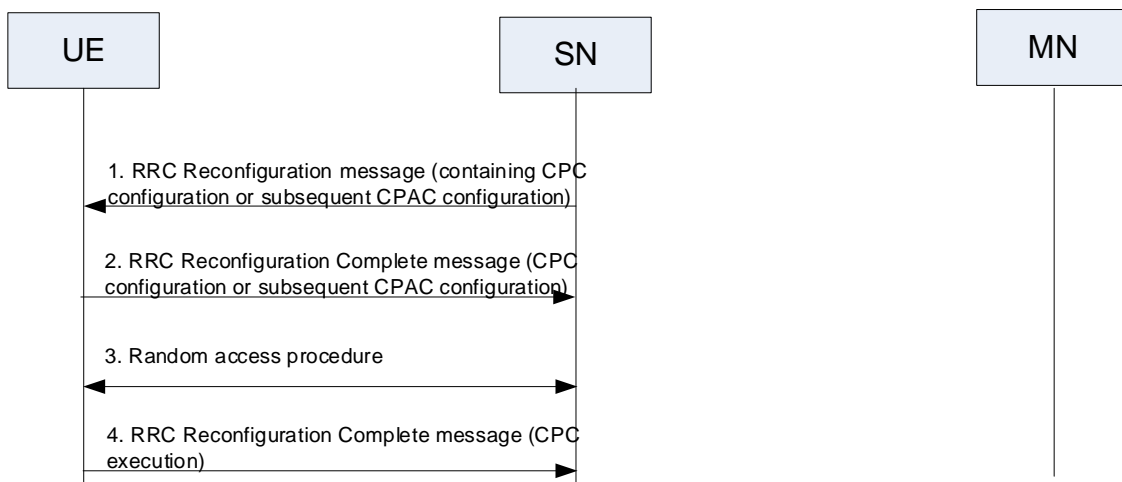 UE
SN
MN
1. RRC Reconfiguration message (containing CPC
configuration or subsequent CPAC configuration)
2. RRC Reconfiguration Complete message (CPC
configuration or subsequent CPAC configuration)
3. Random access procedure
4. RRC Reconfiguration Complete message (CPC
execution)